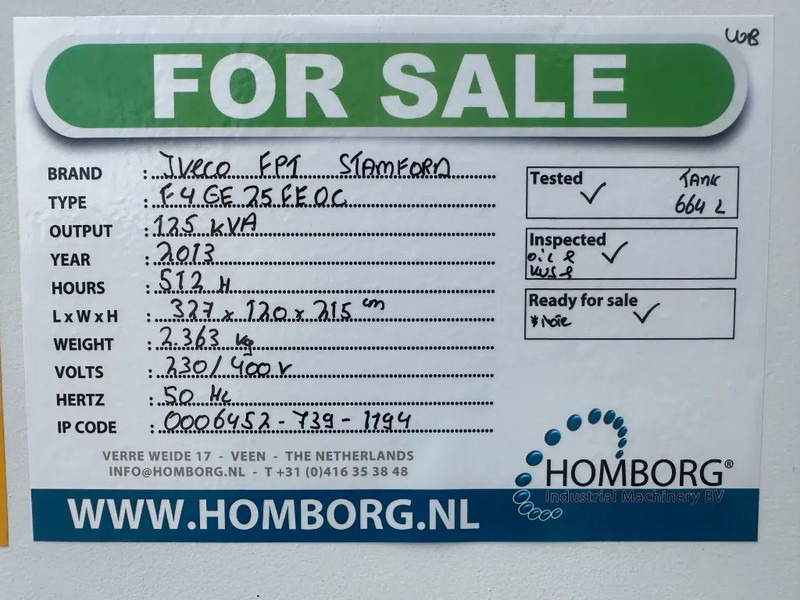 WB
FOR SALE
BRAND : Iveco FPT STAMFORD
TYPE : F4GE25FEOC
OUTPUT : 125 kVA
YEAR : 2013
HOURS : 512 H
L x W x H : 327 x 120 x 215 cm
WEIGHT : 2.363 kg
VOLTS : 230/400 V
HERTZ : 50 Hz
IP CODE : 0006452-739-1194
Tested ✓ TANK
664 L
Inspected ✓
oil &
Ready for sale ✓
VERRE WEIDE 17 - VEEN - THE NETHERLANDS
INFO@HOMBORG.NL - T +31 (0)416 35 38 48
HOMBORG®
Industrial Machinery BV
WWW.HOMBORG.NL